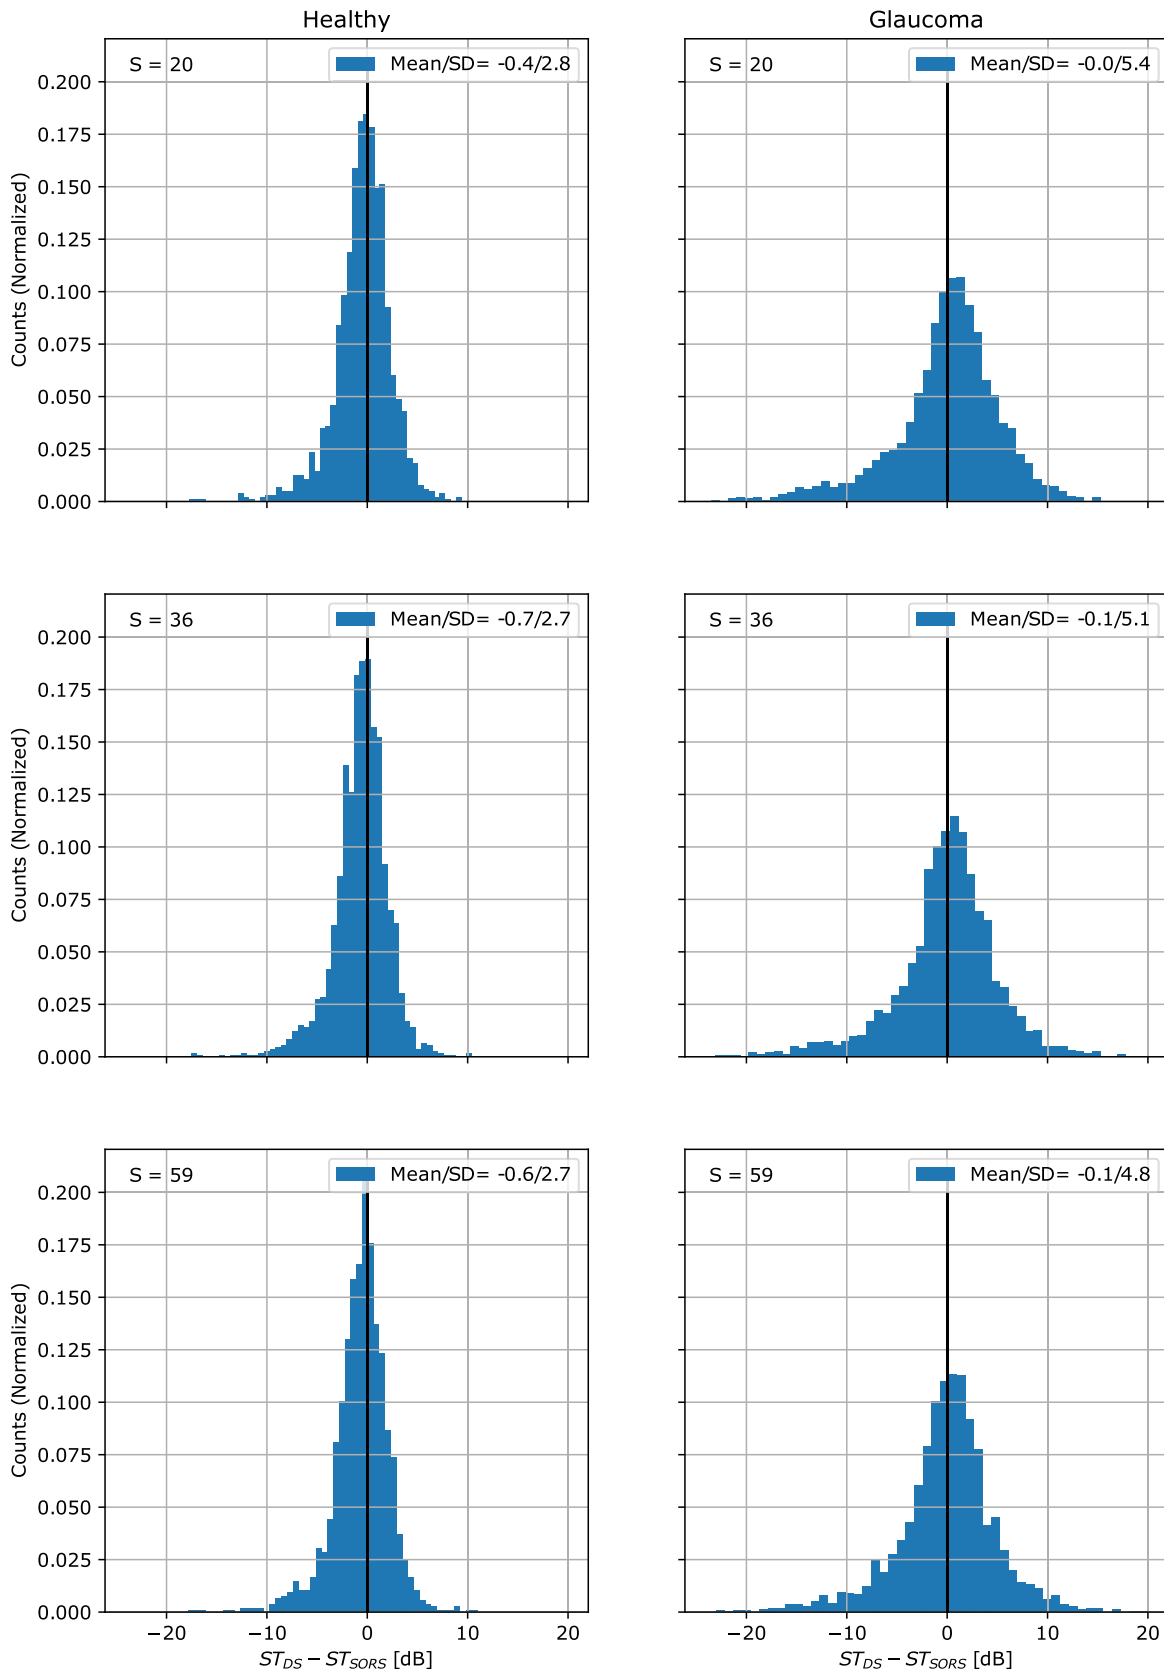 Healthy
Glaucoma
S = 20
Mean/SD= -0.4/2.8
S = 20
Mean/SD= -0.0/5.4
0.200
0.175
0.150
0.125
0.100
0.075
0.050
0.025
0.000
Counts (Normalized)
S = 36
Mean/SD= -0.7/2.7
S = 36
Mean/SD= -0.1/5.1
0.200
0.175
0.150
0.125
0.100
0.075
0.050
0.025
0.000
Counts (Normalized)
S = 59
Mean/SD= -0.6/2.7
S = 59
Mean/SD= -0.1/4.8
0.200
0.175
0.150
0.125
0.100
0.075
0.050
0.025
0.000
Counts (Normalized)
−20 −10 0 10 20
−20 −10 0 10 20
ST_DS − ST_SORS [dB]
ST_DS − ST_SORS [dB]